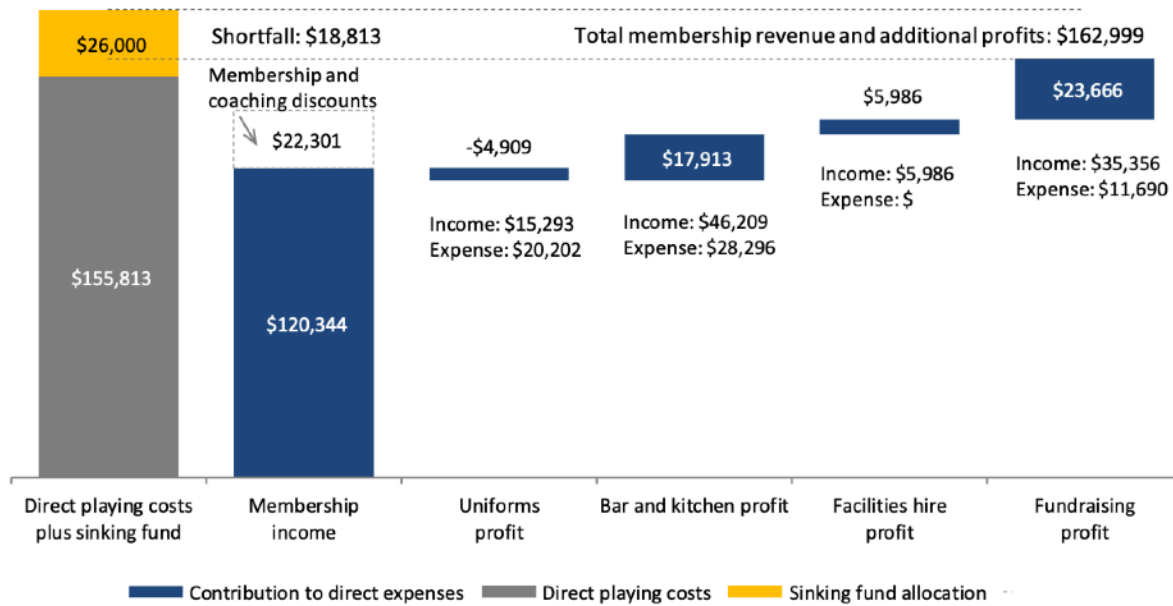 $26,000
Shortfall: $18,813
Total membership revenue and additional profits: $162,999
Membership and
coaching discounts
$22,301
-$4,909
$17,913
$5,986
$23,666
Income: $15,293
Expense: $20,202
Income: $46,209
Expense: $28,296
Income: $5,986
Expense: $
Income: $35,356
Expense: $11,690
$155,813
$120,344
Direct playing costs
plus sinking fund
Membership
income
Uniforms
profit
Bar and kitchen profit
Facilities hire
profit
Fundraising
profit
Contribution to direct expenses
Direct playing costs
Sinking fund allocation